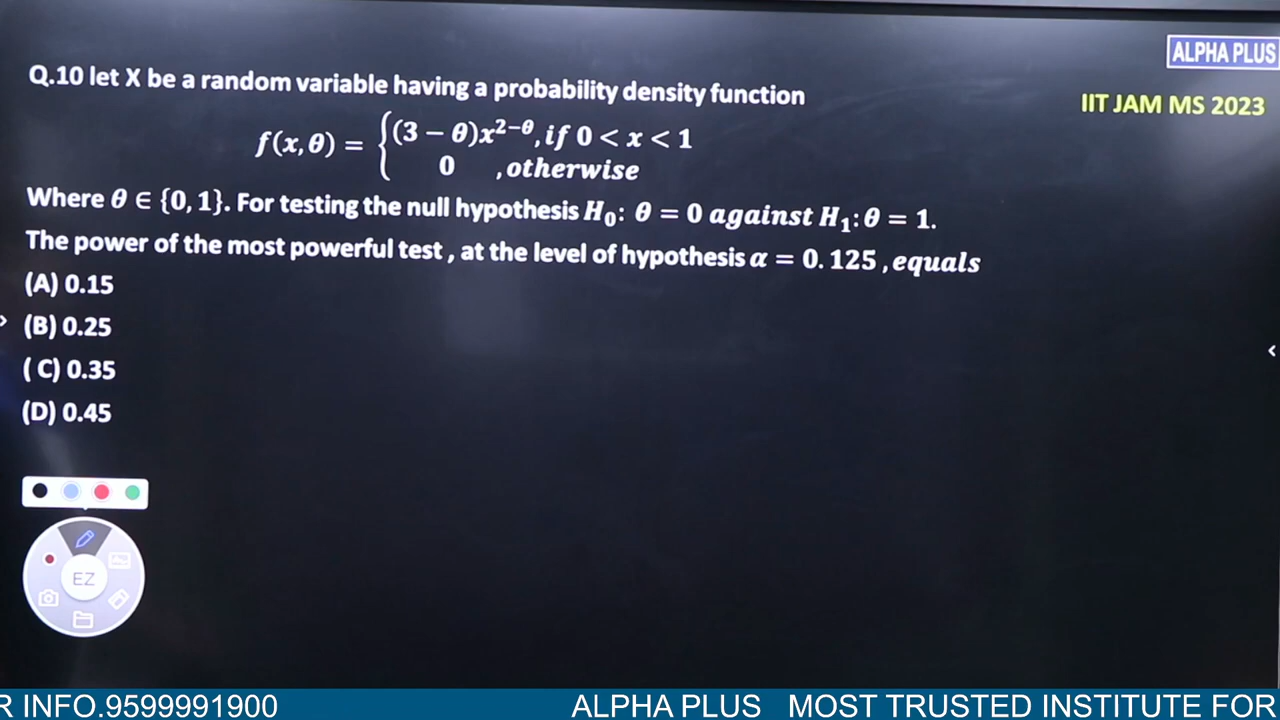 ALPHA PLUS
Q.10 let X be a random variable having a probability density function
IIT JAM MS 2023
f(x, θ) = { (3 − θ)x^{2−θ}, if 0 < x < 1
0 , otherwise
Where θ ∈ {0, 1}. For testing the null hypothesis H₀: θ = 0 against H₁: θ = 1.
The power of the most powerful test , at the level of hypothesis α = 0.125 , equals
(A) 0.15
(B) 0.25
( C) 0.35
(D) 0.45
EZ
R INFO.9599991900 ALPHA PLUS MOST TRUSTED INSTITUTE FOR